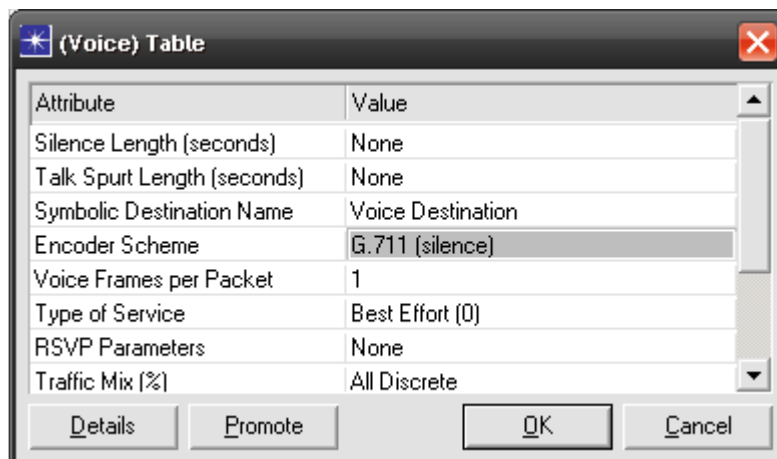 (Voice) Table
Attribute Value
Silence Length (seconds) None
Talk Spurt Length (seconds) None
Symbolic Destination Name Voice Destination
Encoder Scheme G.711 (silence)
Voice Frames per Packet 1
Type of Service Best Effort (0)
RSVP Parameters None
Traffic Mix (%) All Discrete
Details Promote OK Cancel